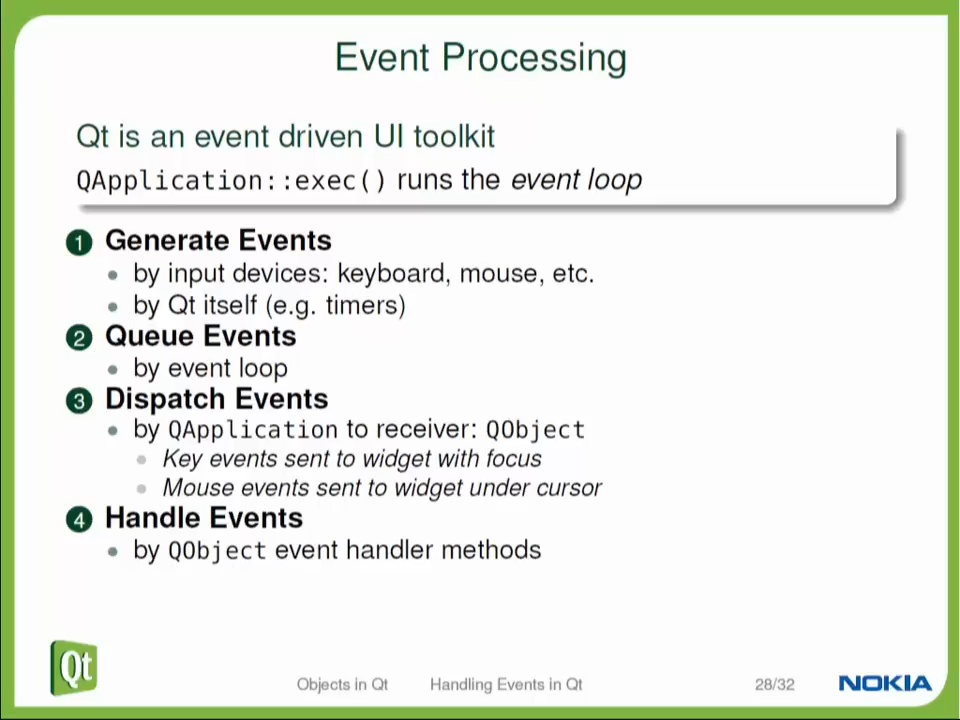 Event Processing
Qt is an event driven UI toolkit
QApplication::exec() runs the event loop
1 Generate Events
• by input devices: keyboard, mouse, etc.
• by Qt itself (e.g. timers)
2 Queue Events
• by event loop
3 Dispatch Events
• by QApplication to receiver: QObject
• Key events sent to widget with focus
• Mouse events sent to widget under cursor
4 Handle Events
• by QObject event handler methods
Qt
Objects in Qt Handling Events in Qt 28/32 NOKIA